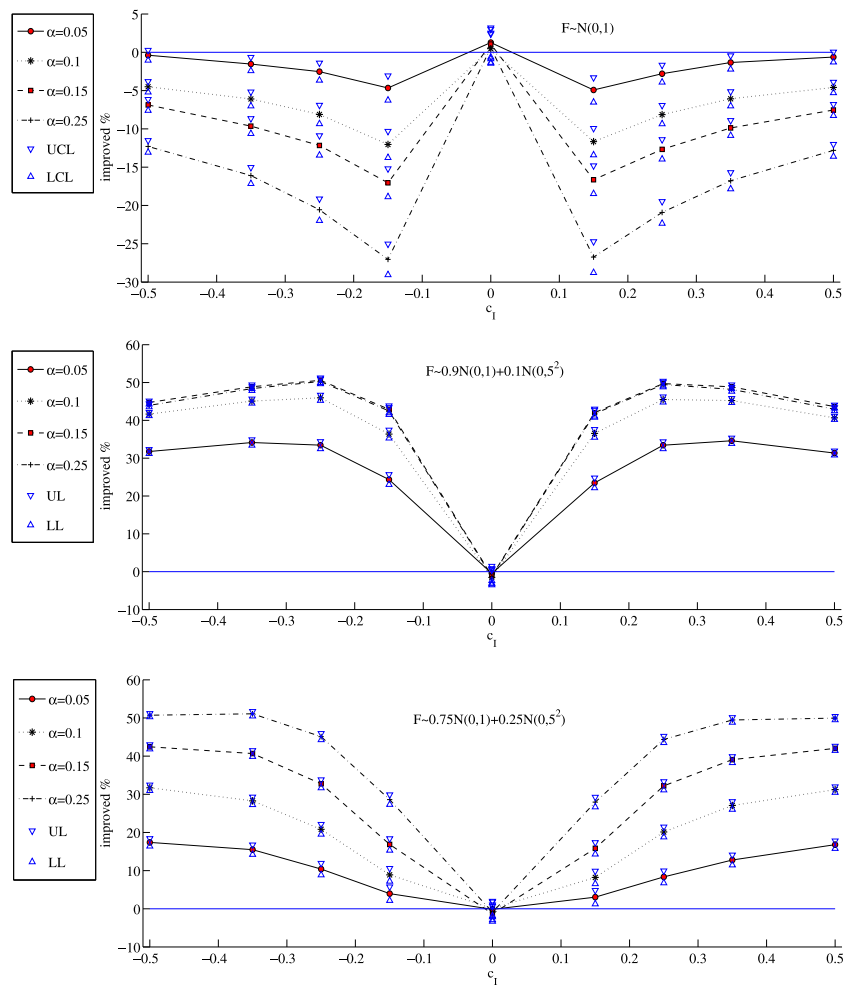 F~N(0,1)
α=0.05
α=0.1
α=0.15
α=0.25
UCL
LCL
improved %
5
0
−5
−10
−15
−20
−25
−30
−0.5 −0.4 −0.3 −0.2 −0.1 0 0.1 0.2 0.3 0.4 0.5
c_I
F~0.9N(0,1)+0.1N(0,5²)
α=0.05
α=0.1
α=0.15
α=0.25
UL
LL
improved %
60
50
40
30
20
10
0
−10
−0.5 −0.4 −0.3 −0.2 −0.1 0 0.1 0.2 0.3 0.4 0.5
c_I
F~0.75N(0,1)+0.25N(0,5²)
α=0.05
α=0.1
α=0.15
α=0.25
UL
LL
improved %
60
50
40
30
20
10
0
−10
−0.5 −0.4 −0.3 −0.2 −0.1 0 0.1 0.2 0.3 0.4 0.5
c_I